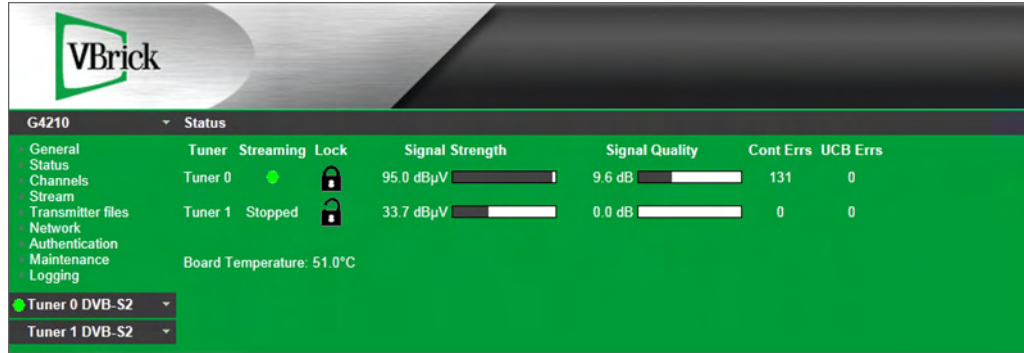 VBrick
G4210
Status
General
Status
Channels
Stream
Transmitter files
Network
Authentication
Maintenance
Logging
Tuner 0 DVB-S2
Tuner 1 DVB-S2
Tuner Streaming Lock Signal Strength Signal Quality Cont Errs UCB Errs
Tuner 0 95.0 dBµV 9.6 dB 131 0
Tuner 1 Stopped 33.7 dBµV 0.0 dB 0 0
Board Temperature: 51.0°C